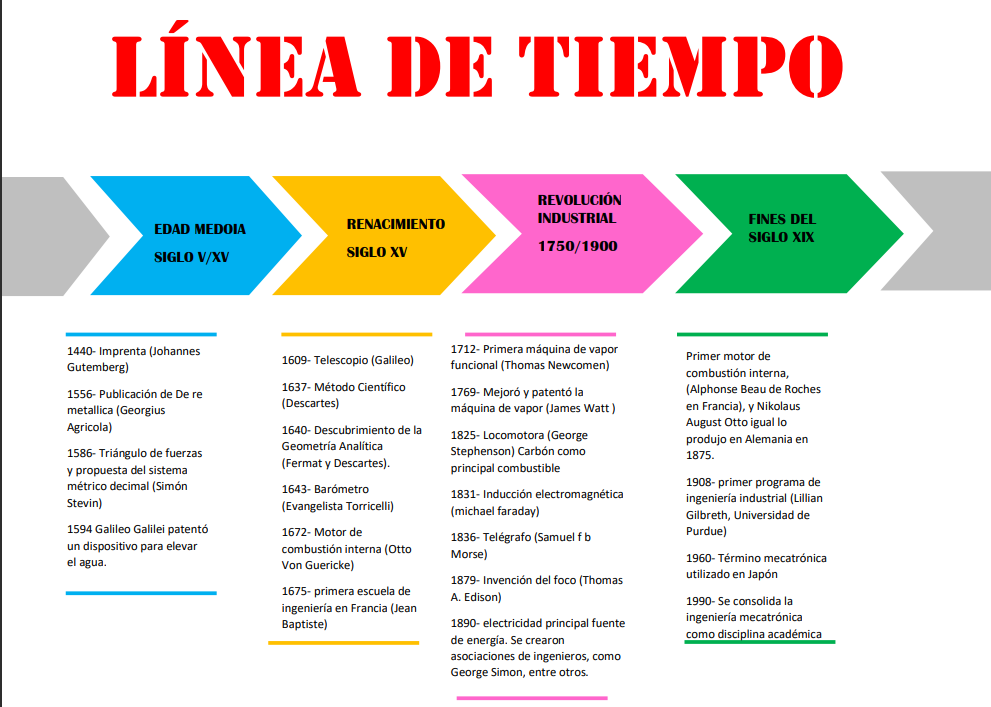 LÍNEA DE TIEMPO
EDAD MEDOIA
SIGLO V/XV
RENACIMIENTO
SIGLO XV
REVOLUCIÓN
INDUSTRIAL
1750/1900
FINES DEL
SIGLO XIX
1440- Imprenta (Johannes
Gutemberg)
1556- Publicación de De re
metallica (Georgius
Agricola)
1586- Triángulo de fuerzas
y propuesta del sistema
métrico decimal (Simón
Stevin)
1594 Galileo Galilei patentó
un dispositivo para elevar
el agua.
1609- Telescopio (Galileo)
1637- Método Científico
(Descartes)
1640- Descubrimiento de la
Geometría Analítica
(Fermat y Descartes).
1643- Barómetro
(Evangelista Torricelli)
1672- Motor de
combustión interna (Otto
Von Guericke)
1675- primera escuela de
ingeniería en Francia (Jean
Baptiste)
1712- Primera máquina de vapor
funcional (Thomas Newcomen)
1769- Mejoró y patentó la
máquina de vapor (James Watt )
1825- Locomotora (George
Stephenson) Carbón como
principal combustible
1831- Inducción electromagnética
(michael faraday)
1836- Telégrafo (Samuel f b
Morse)
1879- Invención del foco (Thomas
A. Edison)
1890- electricidad principal fuente
de energía. Se crearon
asociaciones de ingenieros, como
George Simon, entre otros.
Primer motor de
combustión interna,
(Alphonse Beau de Roches
en Francia), y Nikolaus
August Otto igual lo
produjo en Alemania en
1875.
1908- primer programa de
ingeniería industrial (Lillian
Gilbreth, Universidad de
Purdue)
1960- Término mecatrónica
utilizado en Japón
1990- Se consolida la
ingeniería mecatrónica
como disciplina académica